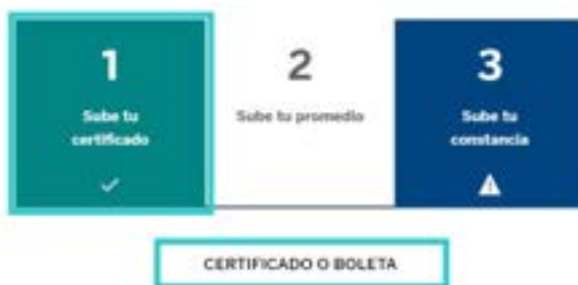 1
Sube tu
certificado
2
Sube tu promedio
3
Sube tu
constancia
CERTIFICADO O BOLETA